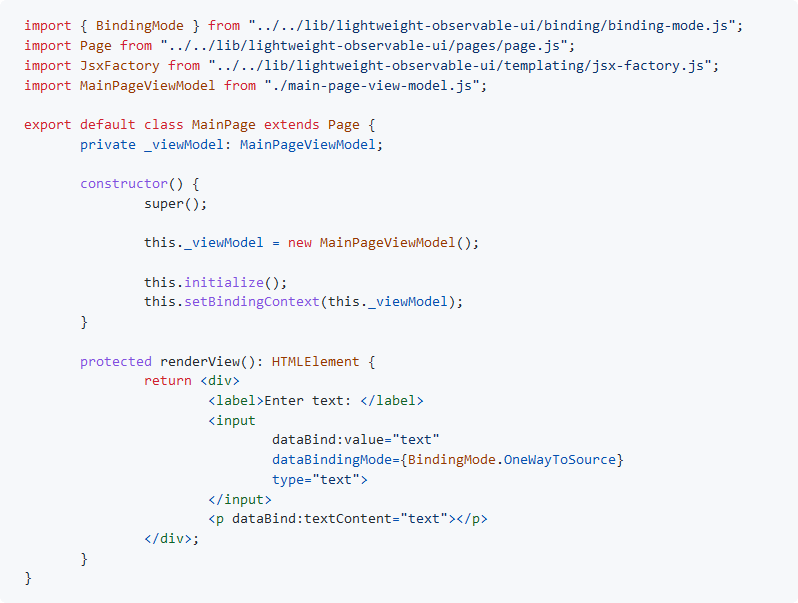 import { BindingMode } from "../../lib/lightweight-observable-ui/binding/binding-mode.js";
import Page from "../../lib/lightweight-observable-ui/pages/page.js";
import JsxFactory from "../../lib/lightweight-observable-ui/templating/jsx-factory.js";
import MainPageViewModel from "./main-page-view-model.js";

export default class MainPage extends Page {
	private _viewModel: MainPageViewModel;

	constructor() {
		super();

		this._viewModel = new MainPageViewModel();

		this.initialize();
		this.setBindingContext(this._viewModel);
	}

	protected renderView(): HTMLElement {
		return <div>
			<label>Enter text: </label>
			<input
				dataBind:value="text"
				dataBindingMode={BindingMode.OneWayToSource}
				type="text">
			</input>
			<p dataBind:textContent="text"></p>
		</div>;
	}
}